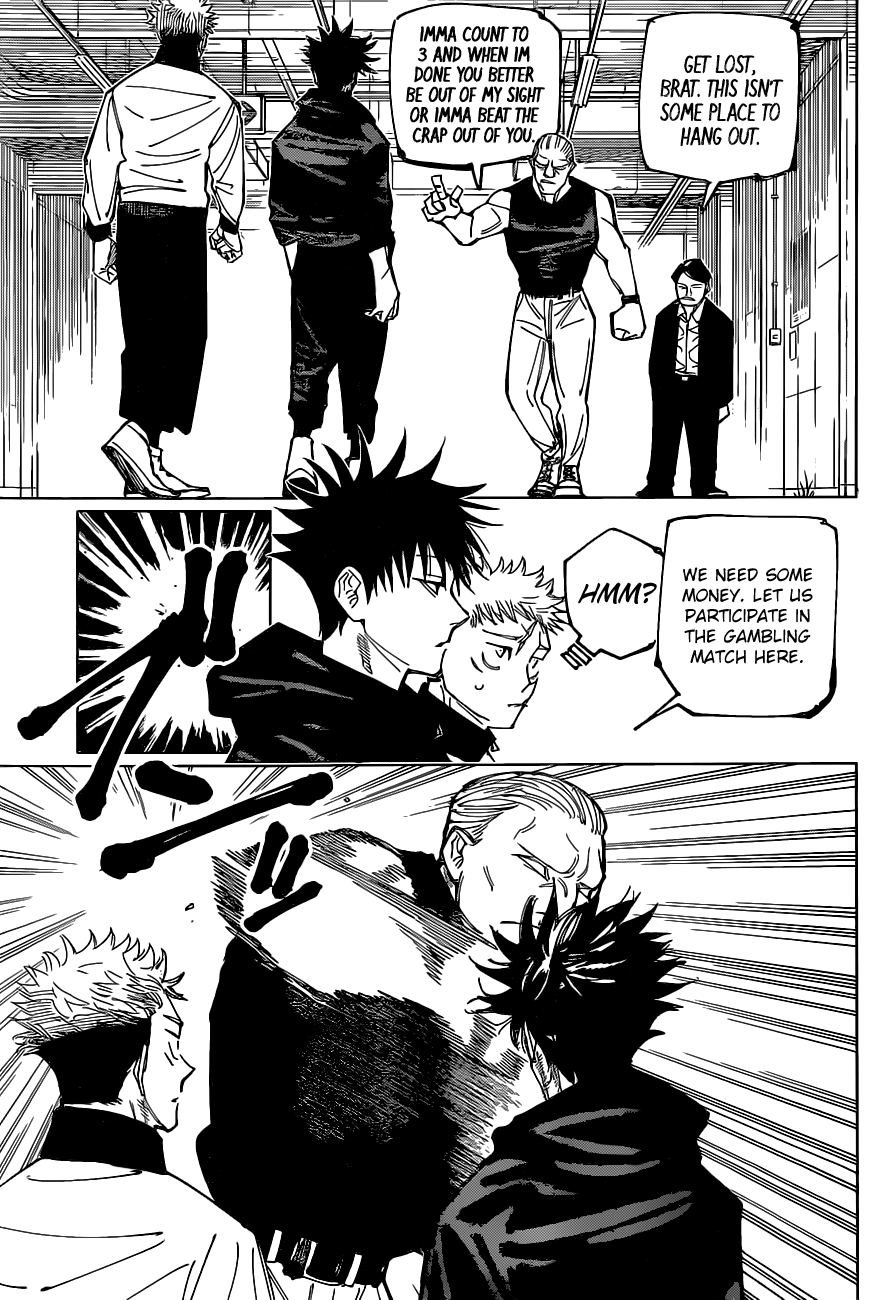 GET LOST,
BRAT. THIS ISN'T
SOME PLACE TO
HANG OUT.
IMMA COUNT TO
3 AND WHEN IM
DONE YOU BETTER
BE OUT OF MY SIGHT
OR IMMA BEAT THE
CRAP OUT OF YOU.
WE NEED SOME
MONEY. LET US
PARTICIPATE IN
THE GAMBLING
MATCH HERE.
HMM?